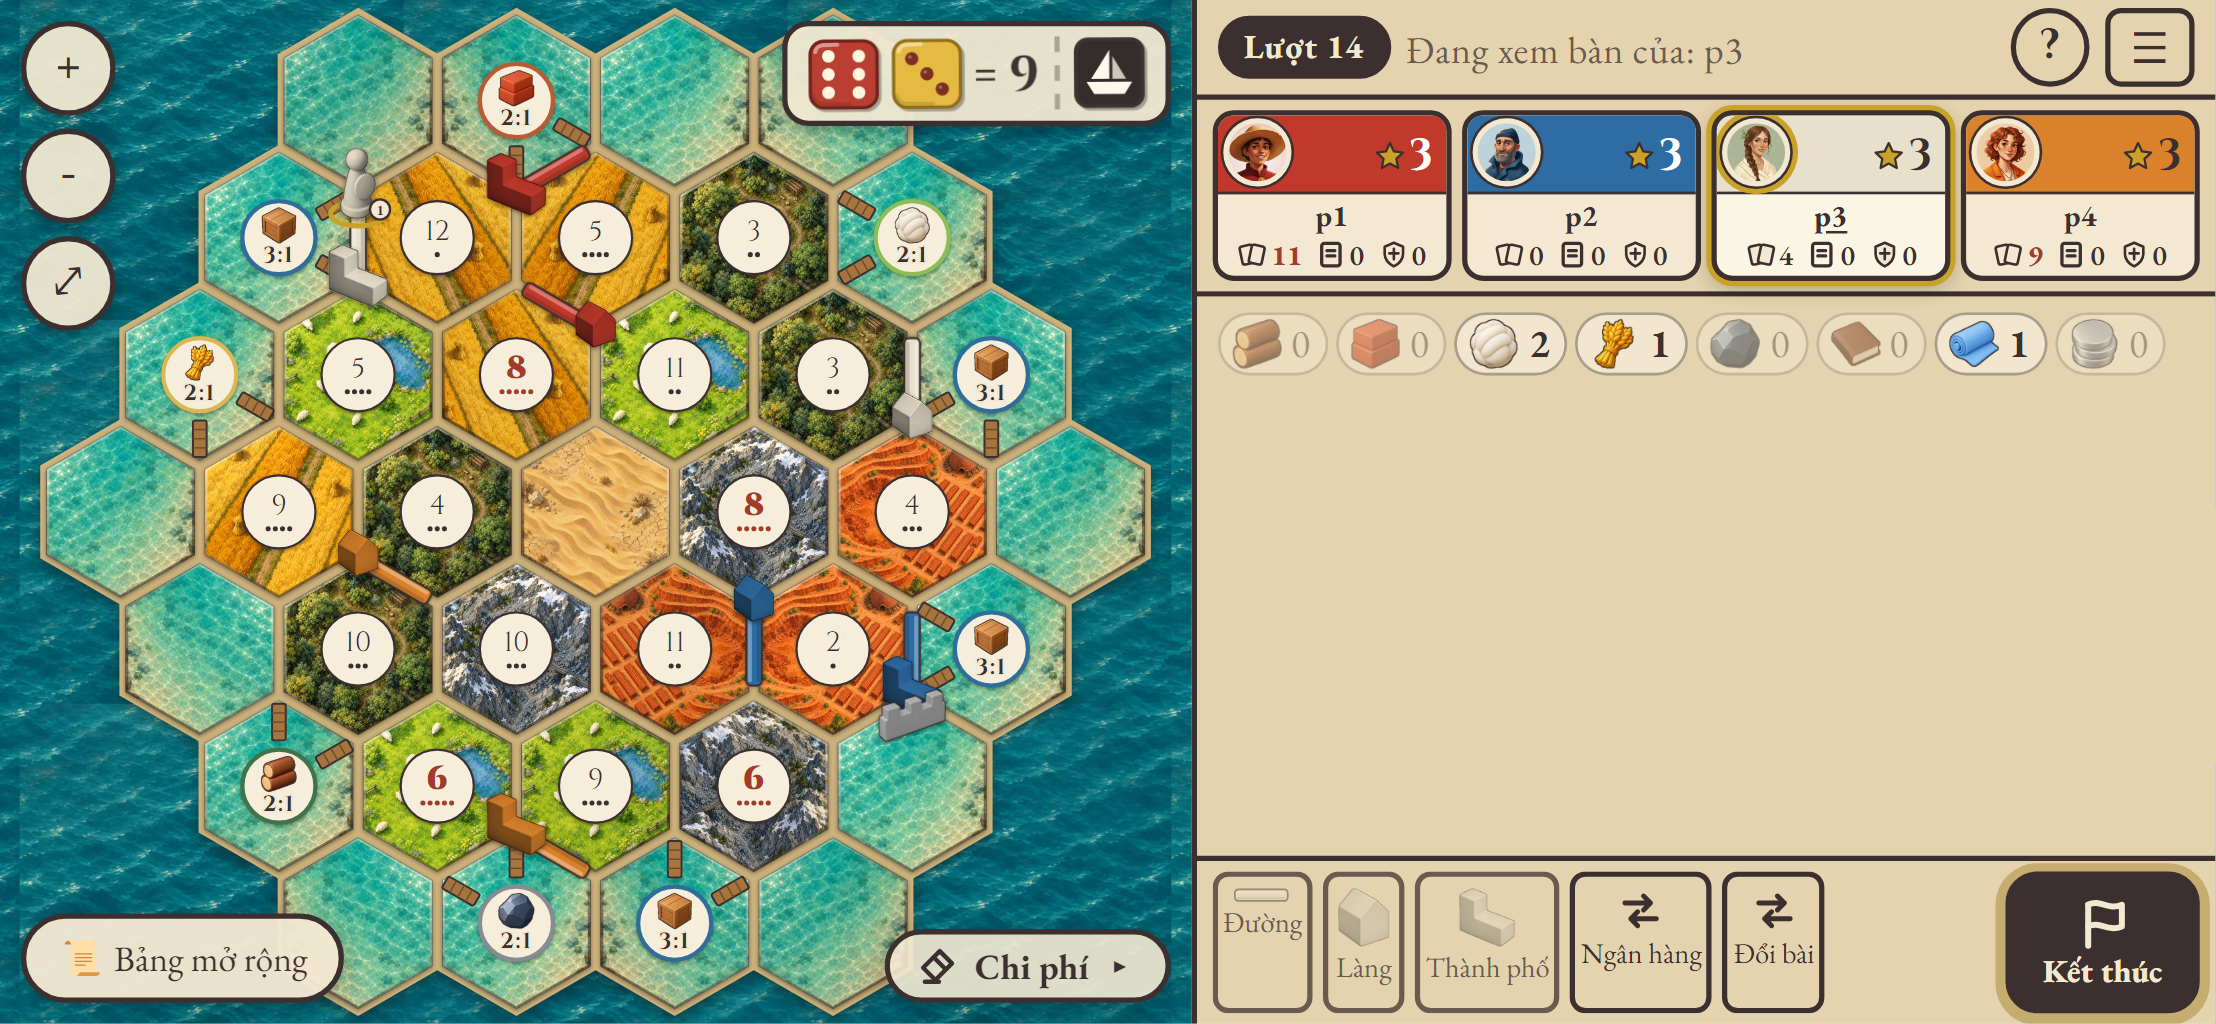 +
-
2:1
= 9
1
12
5
3
3:1
2:1
5
8
11
3
2:1
3:1
9
4
8
4
10
10
11
2
3:1
2:1
6
9
6
2:1
3:1
Bảng mở rộng
Chi phí
Lượt 14
Đang xem bàn của: p3
?
3
3
3
3
p1
p2
p3
p4
11 0 0
0 0 0
4 0 0
9 0 0
0 0 2 1 0 0 1 0
Đường
Làng
Thành phố
Ngân hàng
Đổi bài
Kết thúc